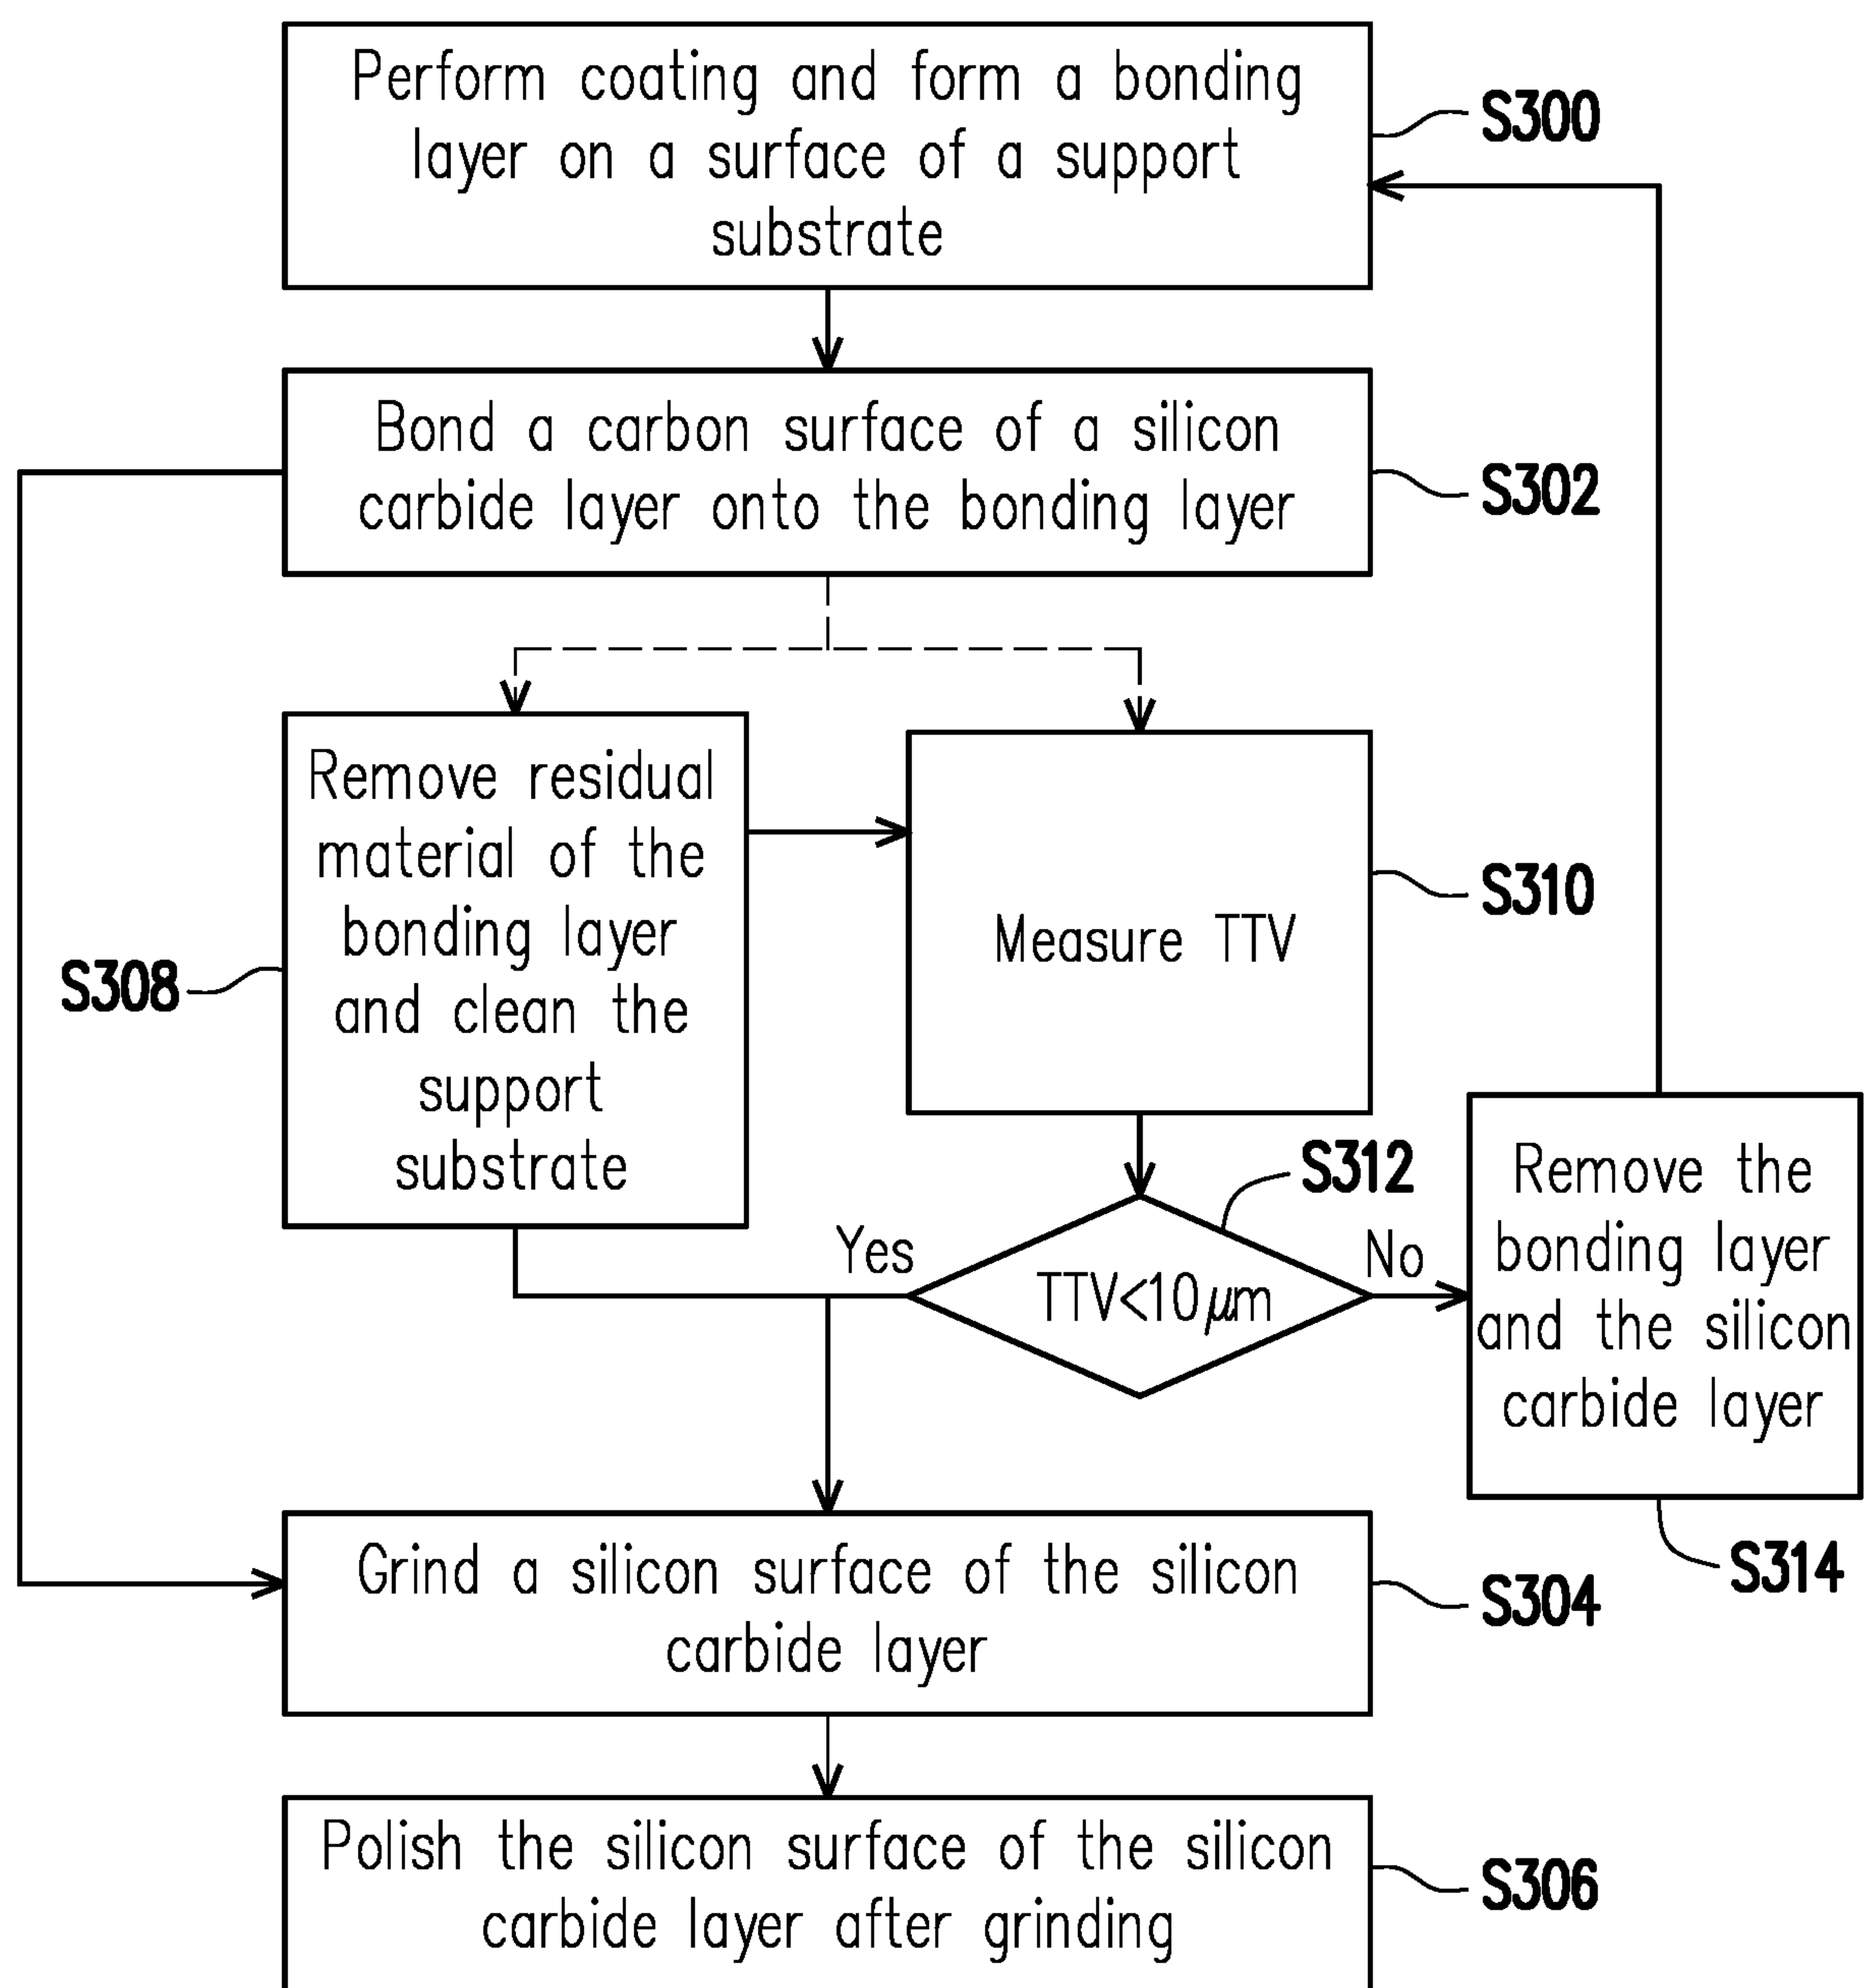 Perform coating and form a bonding
layer on a surface of a support
substrate
S300
Bond a carbon surface of a silicon
carbide layer onto the bonding layer
S302
Remove residual
material of the
bonding layer
and clean the
support
substrate
S308
Measure TTV
S310
S312
Yes
TTV<10μm
No
Remove the
bonding layer
and the silicon
carbide layer
S314
Grind a silicon surface of the silicon
carbide layer
S304
Polish the silicon surface of the silicon
carbide layer after grinding
S306